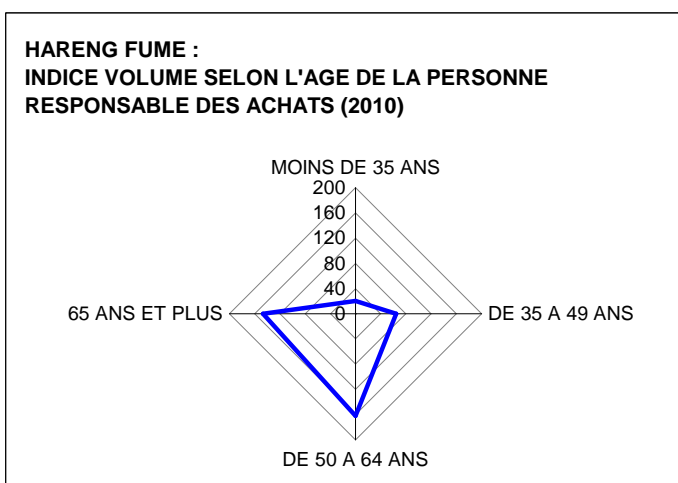 HARENG FUME :
INDICE VOLUME SELON L'AGE DE LA PERSONNE
RESPONSABLE DES ACHATS (2010)
MOINS DE 35 ANS
200
160
120
80
40
0
65 ANS ET PLUS
DE 35 A 49 ANS
DE 50 A 64 ANS